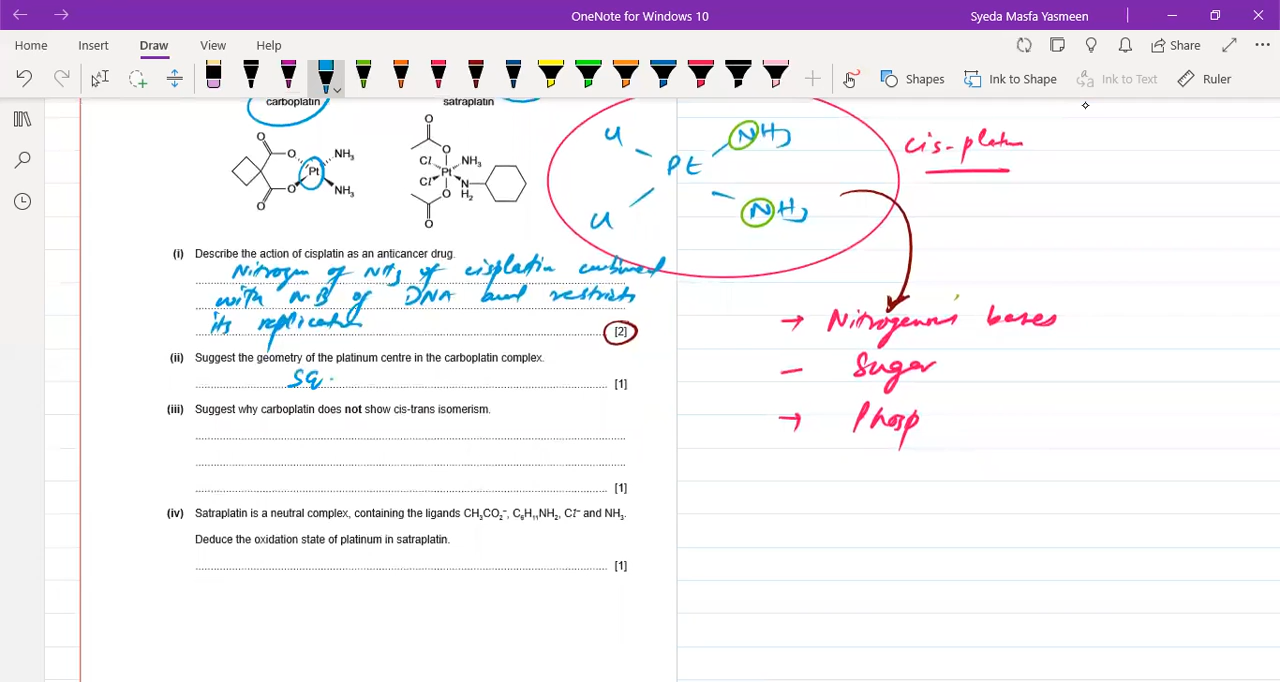 OneNote for Windows 10
Syeda Masfa Yasmeen
Home Insert Draw View Help
Share
Shapes Ink to Shape Ink to Text Ruler
carboplatin
satraplatin
O
O
NH3
Pt
O
NH3
O
O
O
Cl
NH3
Pt
Cl
N
H2
O
O
Pt
NH3
NH3
cis-platin
(i) Describe the action of cisplatin as an anticancer drug.
Nitrogen of NH3 of cisplatin combined
with NB of DNA and restricts
its replication
[2]
(ii) Suggest the geometry of the platinum centre in the carboplatin complex.
sq.
[1]
(iii) Suggest why carboplatin does not show cis-trans isomerism.
[1]
(iv) Satraplatin is a neutral complex, containing the ligands CH3CO2–, C6H11NH2, Cl– and NH3.
Deduce the oxidation state of platinum in satraplatin.
[1]
→ Nitrogenous bases
– Sugar
→ Phosp